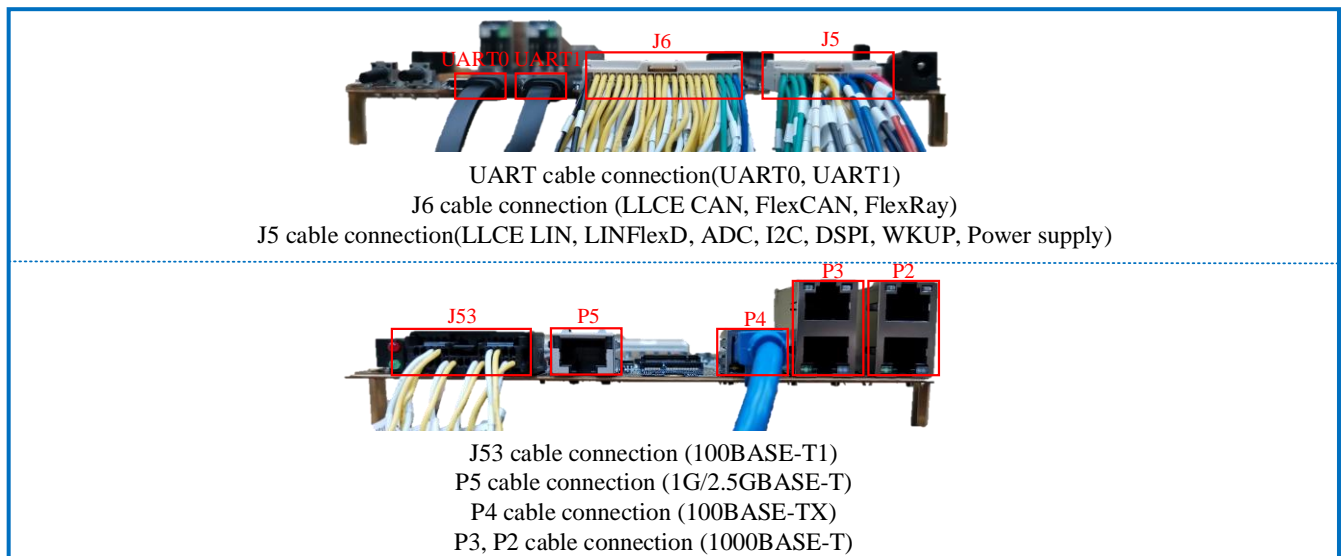 J6 J5
UART0 UART1
UART cable connection(UART0, UART1)
J6 cable connection (LLCE CAN, FlexCAN, FlexRay)
J5 cable connection(LLCE LIN, LINFlexD, ADC, I2C, DSPI, WKUP, Power supply)
P3 P2
J53 P5 P4
J53 cable connection (100BASE-T1)
P5 cable connection (1G/2.5GBASE-T)
P4 cable connection (100BASE-TX)
P3, P2 cable connection (1000BASE-T)